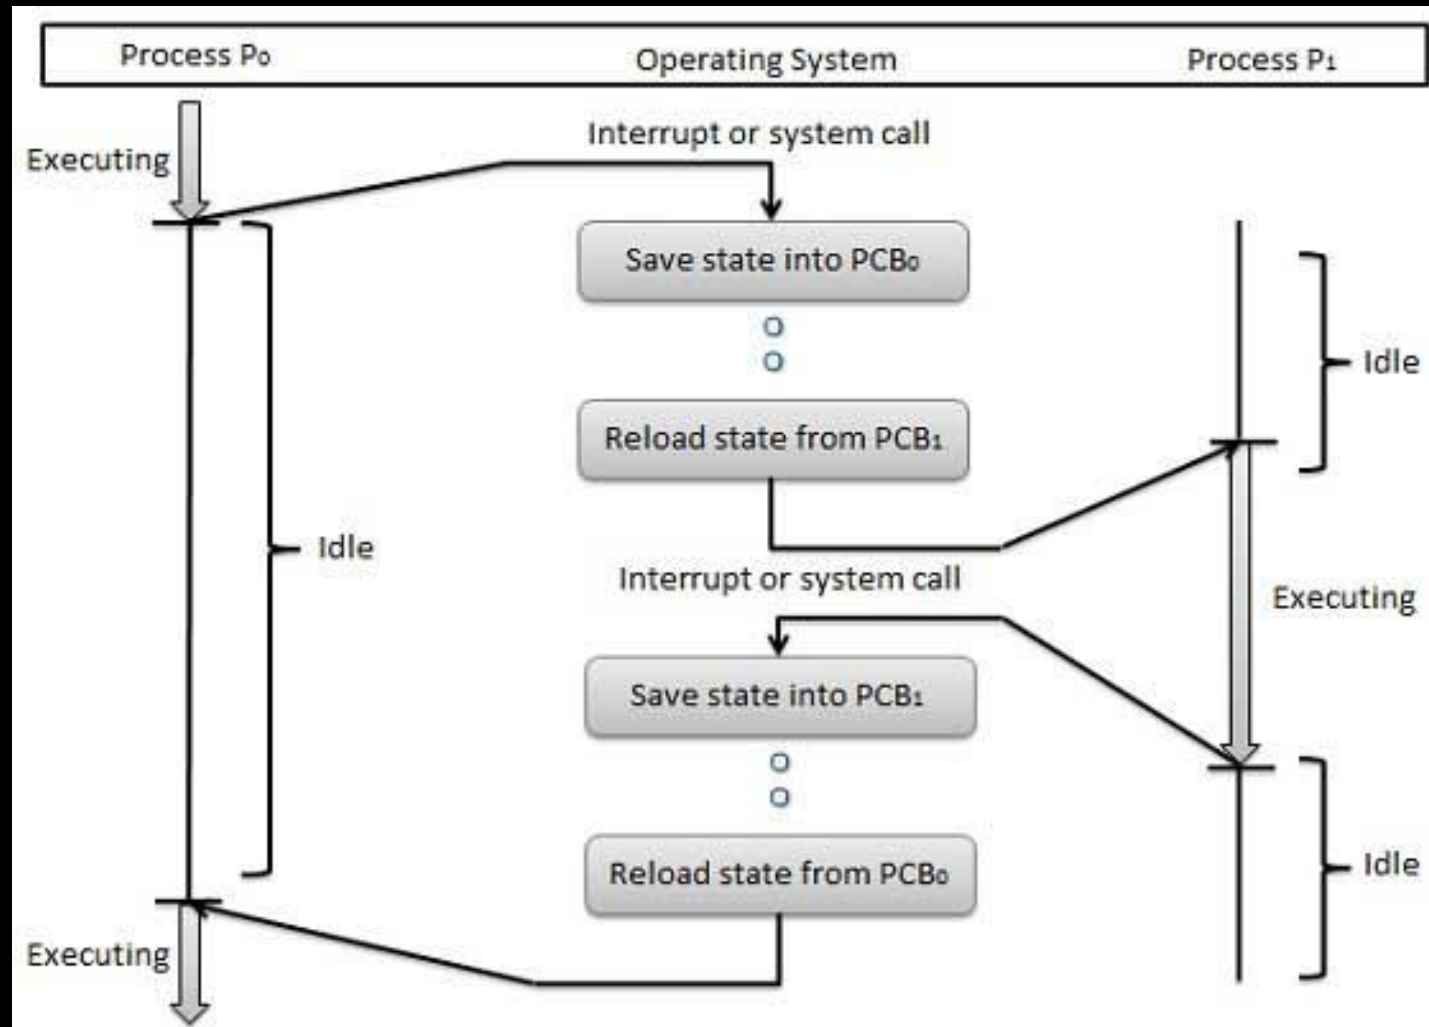 Process P₀ Operating System Process P₁
Interrupt or system call
Executing
Save state into PCB₀
Idle
Reload state from PCB₁
Idle
Interrupt or system call
Executing
Save state into PCB₁
Idle
Reload state from PCB₀
Executing